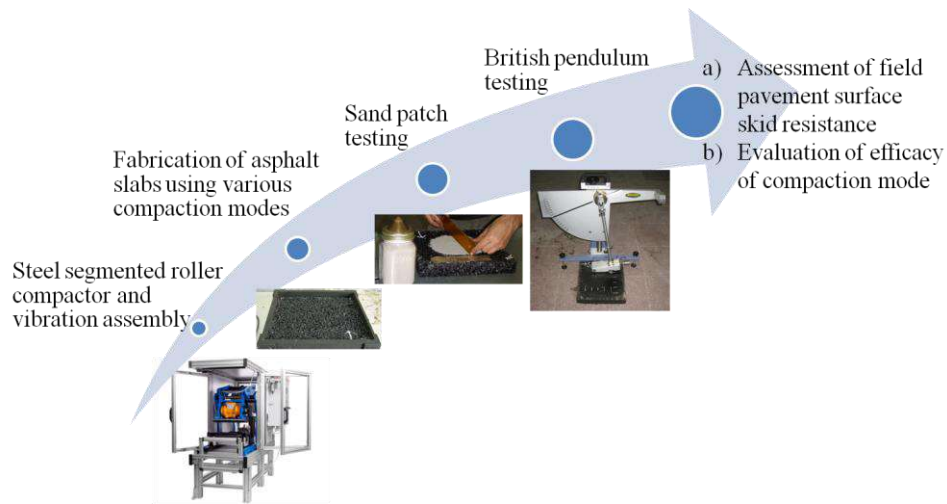 Steel segmented roller
compactor and
vibration assembly
Fabrication of asphalt
slabs using various
compaction modes
Sand patch
testing
British pendulum
testing
a) Assessment of field
pavement surface
skid resistance
b) Evaluation of efficacy
of compaction mode